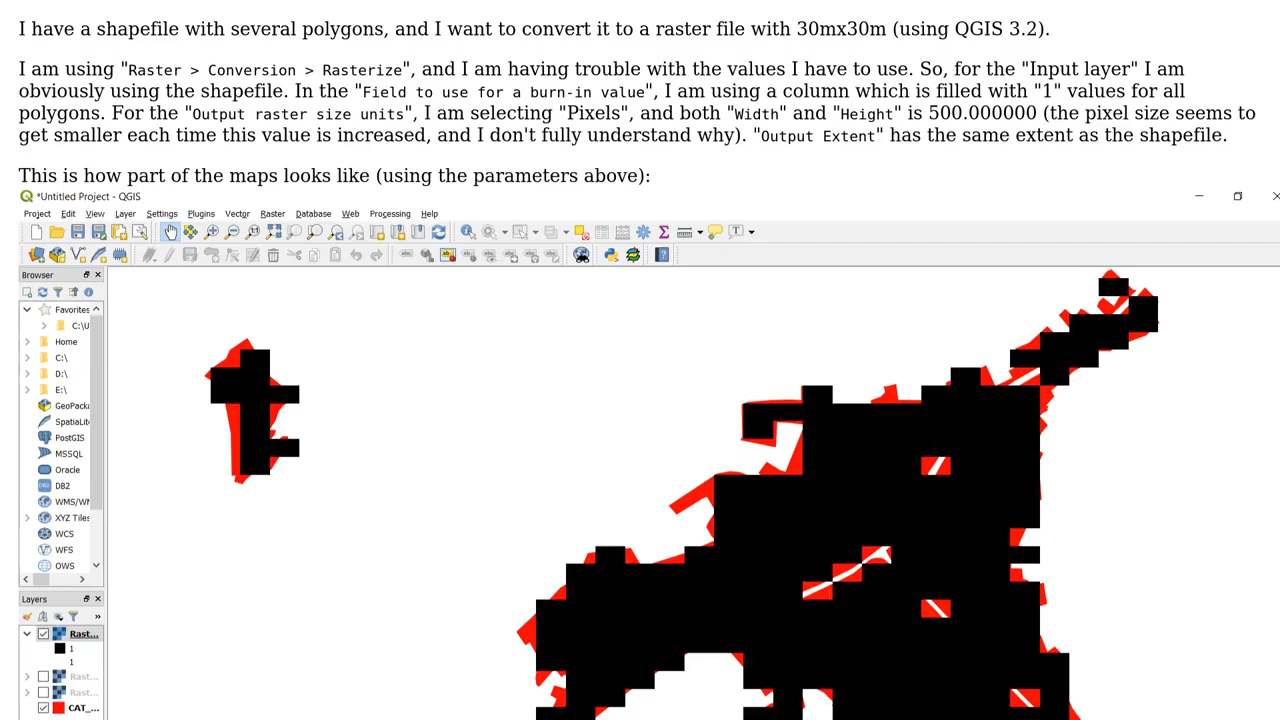 I have a shapefile with several polygons, and I want to convert it to a raster file with 30mx30m (using QGIS 3.2).
I am using "Raster > Conversion > Rasterize", and I am having trouble with the values I have to use. So, for the "Input layer" I am
obviously using the shapefile. In the "Field to use for a burn-in value", I am using a column which is filled with "1" values for all
polygons. For the "Output raster size units", I am selecting "Pixels", and both "Width" and "Height" is 500.000000 (the pixel size seems to
get smaller each time this value is increased, and I don't fully understand why). "Output Extent" has the same extent as the shapefile.
This is how part of the maps looks like (using the parameters above):
*Untitled Project - QGIS
Project Edit View Layer Settings Plugins Vector Raster Database Web Processing Help
Browser
Favorites
C:\U
Home
C:\
D:\
E:\
GeoPacka
SpatiaLite
PostGIS
MSSQL
Oracle
DB2
WMS/WM
XYZ Tiles
WCS
WFS
OWS
Layers
Rast...
1
1
Rast...
Rast...
CAT_...